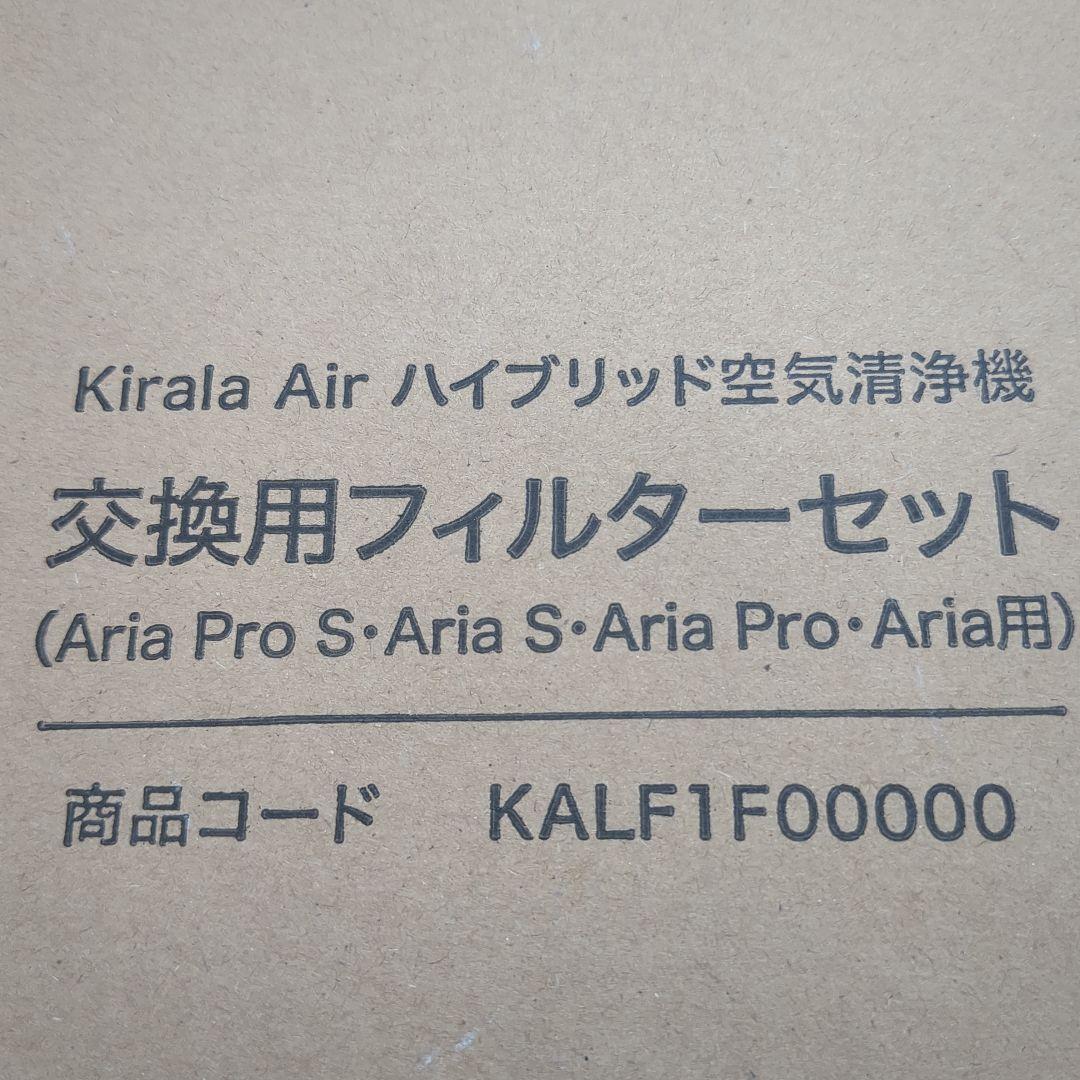 Kirala Air ハイブリッド空気清浄機
交換用フィルターセット
(Aria Pro S・Aria S・Aria Pro・Aria用)
商品コード KALF1F00000